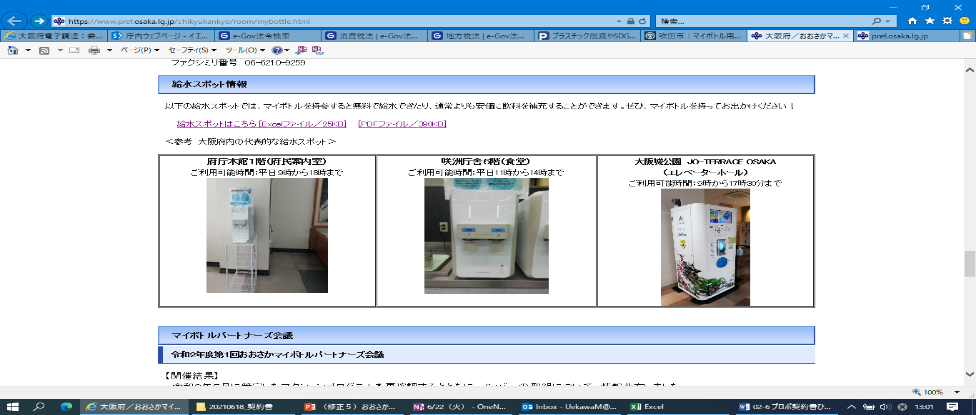 https://www.pref.osaka.lg.jp/chikyukankyo/room/mybottle.html
検索...
大阪府電子調達：委...
庁内ウェブページ - イエ...
e-Gov法令検索
消費税法 | e-Gov法...
地方税法 | e-Gov法...
プラスチック削減やSDG...
吹田市｜マイボトル用...
大阪府／おおさかマ...
pref.osaka.lg.jp
ページ(P)
セーフティ(S)
ツール(O)
ファクシミリ番号 06-6210-9259
給水スポット情報
以下の給水スポットでは、マイボトルを持参すると無料で給水できたり、通常よりも安価に飲料を補充することができます。ぜひ、マイボトルを持ってお出かけください！
給水スポットはこちら [Excelファイル／25KB] [PDFファイル／390KB]
＜参考 大阪府内の代表的な給水スポット＞
府庁本館１階（府民案内室）
ご利用可能時間：平日9時から18時まで
咲洲庁舎6階（食堂）
ご利用可能時間：平日11時から14時まで
大阪城公園 JO-TERRACE OSAKA
（エレベーターホール）
ご利用可能時間：9時から17時30分まで
マイボトルパートナーズ会議
令和2年度第1回おおさかマイボトルパートナーズ会議
【開催結果】
100%
大阪府／おおさかマイ...
20210618_契約書
（修正５）おおさか...
6/22（火） - OneN...
Inbox - UekawaM@...
Excel
02-6 プロポ契約書ひ...
13:01